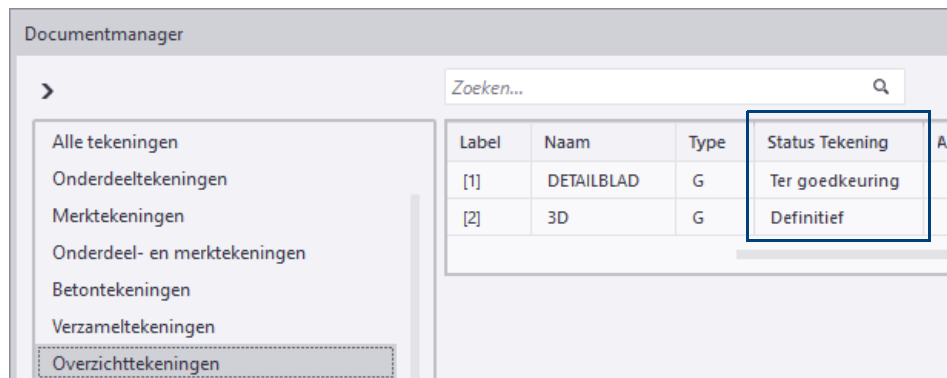 Documentmanager
Zoeken...
Alle tekeningen
Onderdeeltekeningen
Merktekeningen
Onderdeel- en merktekeningen
Betontekeningen
Verzameltekeningen
Overzichttekeningen
Label Naam Type Status Tekening A
[1] DETAILBLAD G Ter goedkeuring
[2] 3D G Definitief